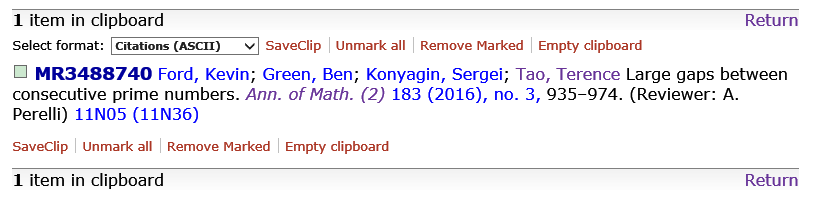 1 item in clipboard Return
Select format: Citations (ASCII) SaveClip Unmark all Remove Marked Empty clipboard
MR3488740 Ford, Kevin; Green, Ben; Konyagin, Sergei; Tao, Terence Large gaps between
consecutive prime numbers. Ann. of Math. (2) 183 (2016), no. 3, 935–974. (Reviewer: A.
Perelli) 11N05 (11N36)
SaveClip Unmark all Remove Marked Empty clipboard
1 item in clipboard Return